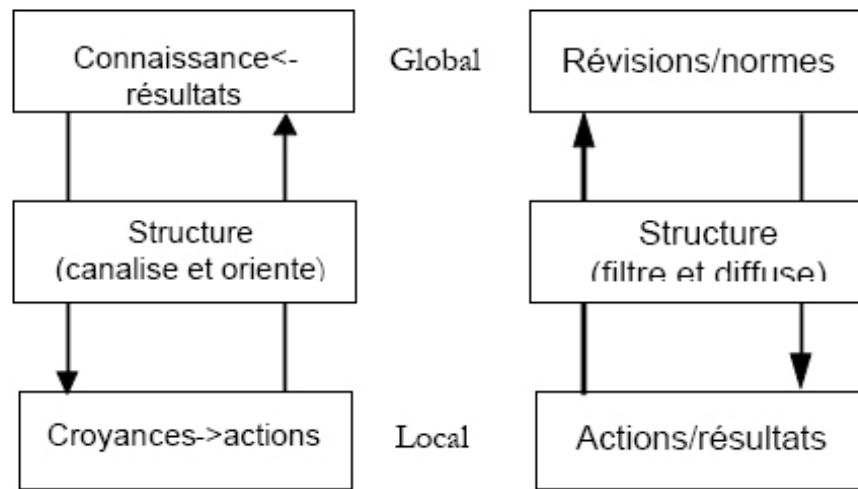 Connaissance<-
résultats
Global
Révisions/normes
Structure
(canalise et oriente)
Structure
(filtre et diffuse)
Croyances->actions
Local
Actions/résultats